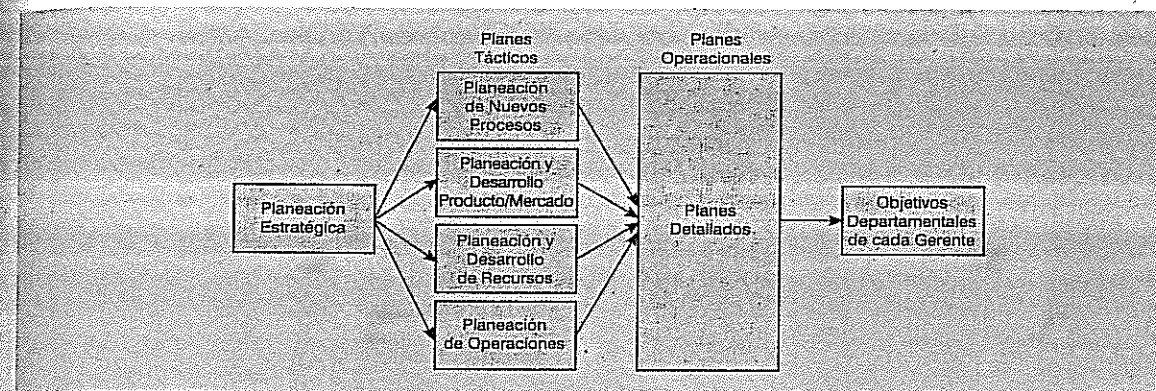 Planes
Tácticos
Planes
Operacionales
Planeación
de Nuevos
Procesos
Planeación y
Desarrollo
Producto/Mercado
Planeación
Estratégica
Planeación y
Desarrollo
de Recursos
Planeación
de Operaciones
Planes
Detallados
Objetivos
Departamentales
de cada Gerente